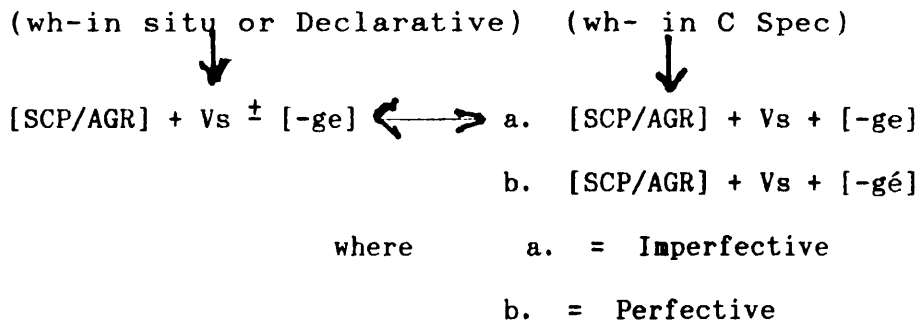 (wh-in situ or Declarative) (wh- in C Spec)
[SCP/AGR] + Vs ± [-ge] ⟷ a. [SCP/AGR] + Vs + [-ge]
b. [SCP/AGR] + Vs + [-gé]
where a. = Imperfective
b. = Perfective